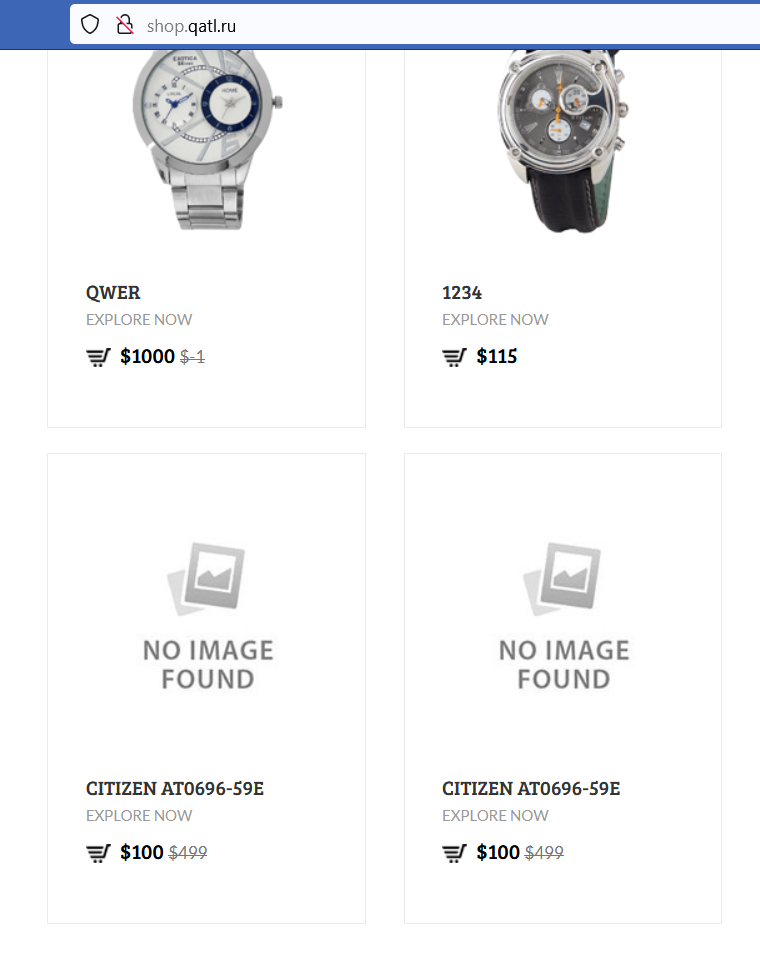 shop.qatl.ru
EXOTICA
LOCAL
HOME
QWER
EXPLORE NOW
$1000 $-1
1234
EXPLORE NOW
$115
NO IMAGE
FOUND
CITIZEN AT0696-59E
EXPLORE NOW
$100 $499
NO IMAGE
FOUND
CITIZEN AT0696-59E
EXPLORE NOW
$100 $499